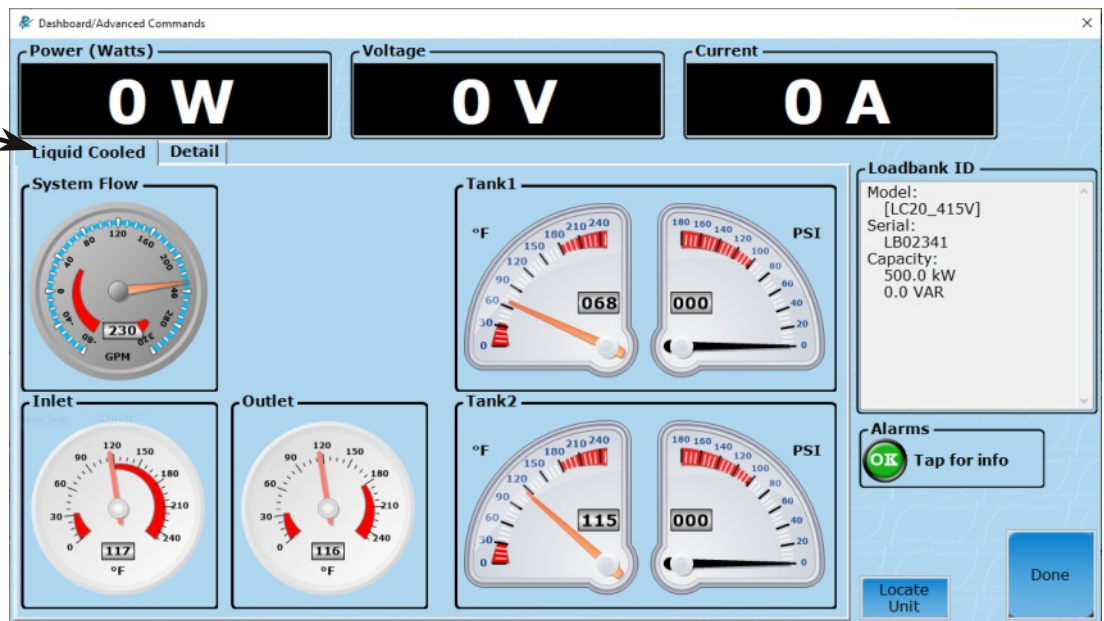 Dashboard/Advanced Commands
Power (Watts)
0 W
Voltage
0 V
Current
0 A
Liquid Cooled
Detail
System Flow
-80
-40
0
40
80
120
160
200
280
320
230
GPM
Tank1
°F
0
30
60
90
120
150
180
210
240
068
180
160
140
120
100
80
60
40
20
0
PSI
000
Inlet
0
30
60
90
120
150
180
210
240
117
°F
Outlet
0
30
60
90
120
150
180
210
240
116
°F
Tank2
°F
0
30
60
90
120
150
180
210
240
115
180
160
140
120
100
80
60
40
20
0
PSI
000
Loadbank ID
Model:
[LC20_415V]
Serial:
LB02341
Capacity:
500.0 kW
0.0 VAR
Alarms
OK
Tap for info
Locate
Unit
Done